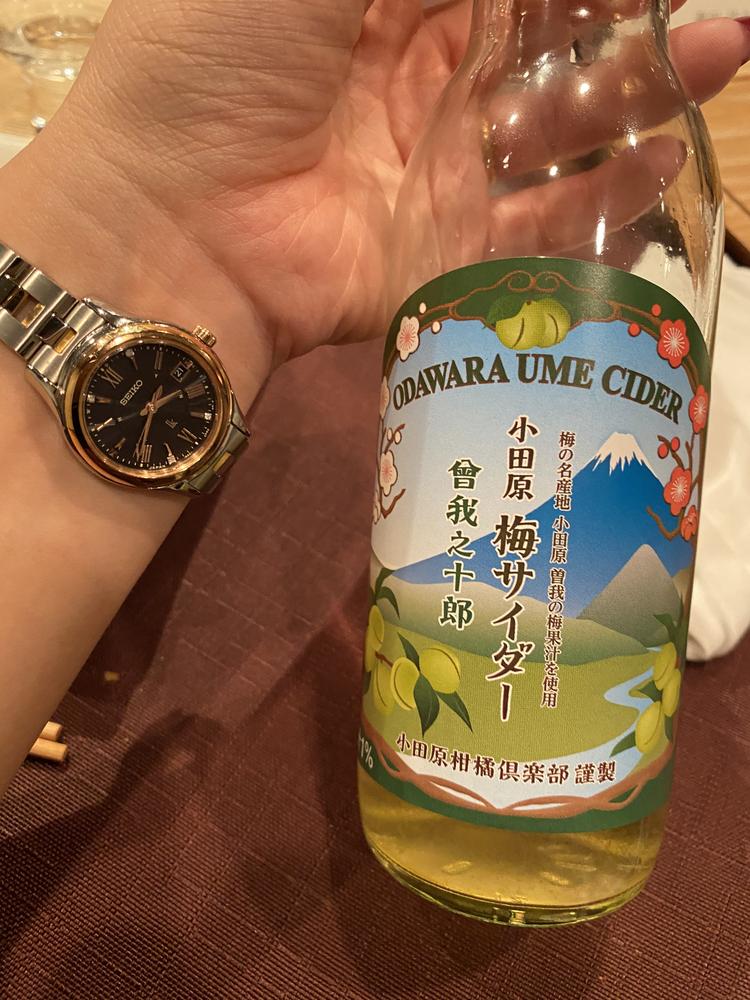 SEIKO
21
ODAWARA UME CIDER
梅の名産地 小田原 曽我の梅果汁を使用
小田原 梅サイダー
曾我之十郎
小田原柑橘倶楽部 謹製